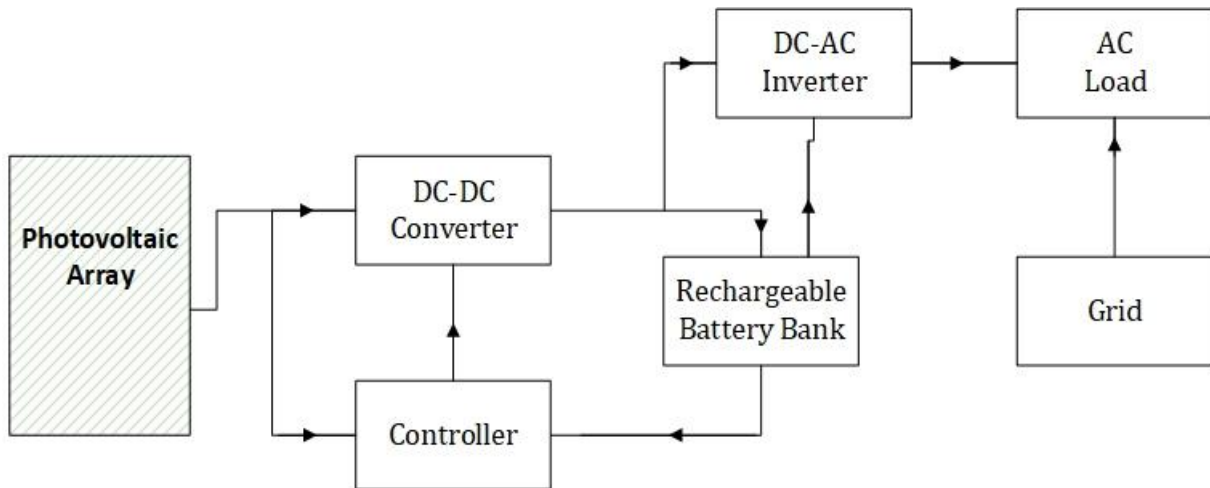 DC-AC
Inverter
AC
Load
Photovoltaic
Array
DC-DC
Converter
Rechargeable
Battery Bank
Grid
Controller